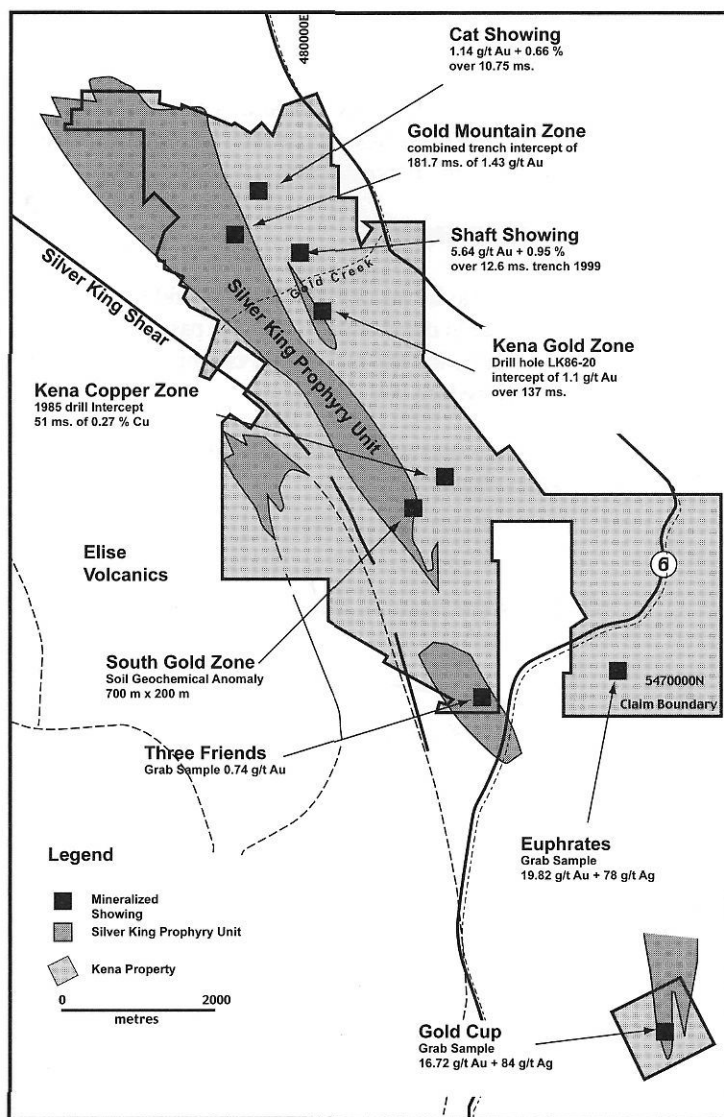 480000E
Cat Showing
1.14 g/t Au + 0.66 %
over 10.75 ms.
Gold Mountain Zone
combined trench intercept of
181.7 ms. of 1.43 g/t Au
Shaft Showing
5.64 g/t Au + 0.95 %
over 12.6 ms. trench 1999
Gold Creek
Silver King Shear
Silver King Prophyry Unit
Kena Gold Zone
Drill hole LK86-20
intercept of 1.1 g/t Au
over 137 ms.
Kena Copper Zone
1985 drill Intercept
51 ms. of 0.27 % Cu
Elise
Volcanics
6
South Gold Zone
Soil Geochemical Anomaly
700 m x 200 m
5470000N
Claim Boundary
Three Friends
Grab Sample 0.74 g/t Au
Euphrates
Grab Sample
19.82 g/t Au + 78 g/t Ag
Legend
Mineralized
Showing
Silver King Prophyry Unit
Kena Property
0 2000
metres
Gold Cup
Grab Sample
16.72 g/t Au + 84 g/t Ag